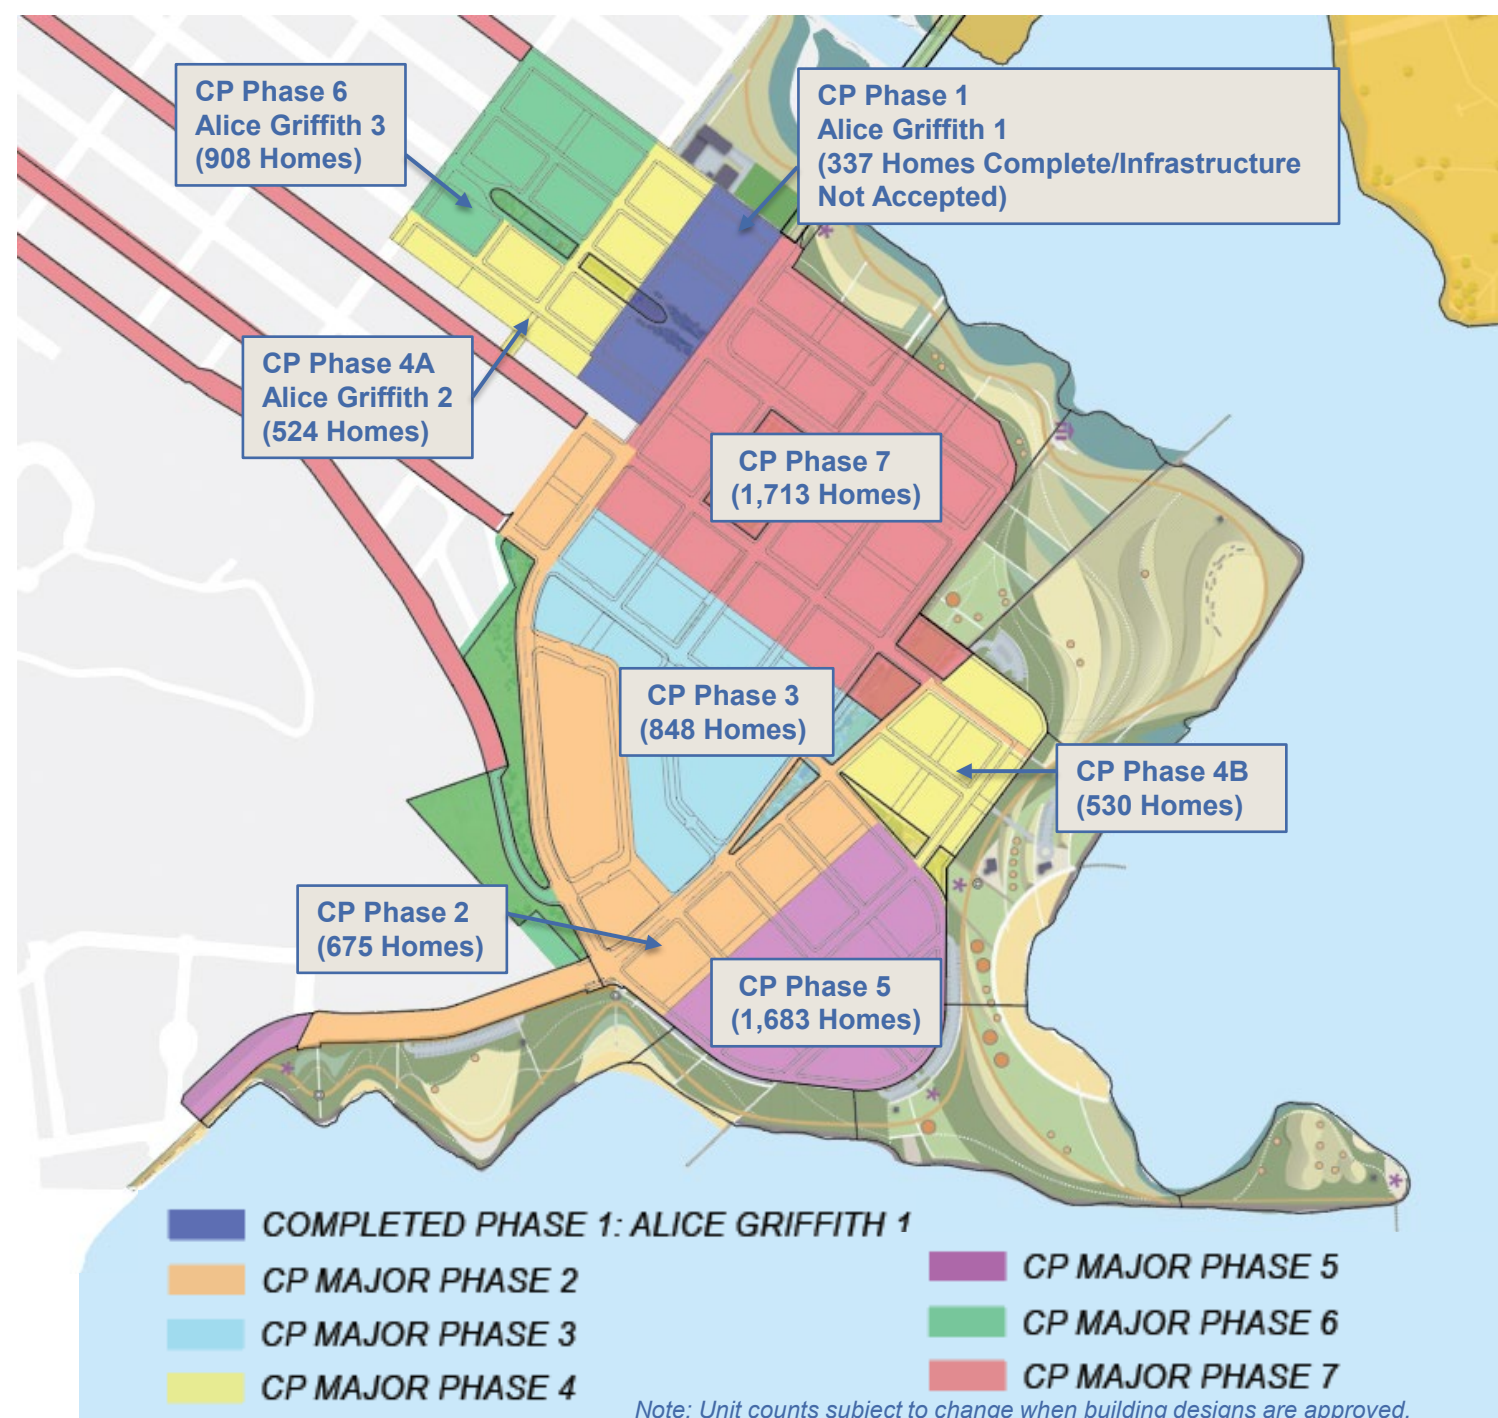 CP Phase 6
Alice Griffith 3
(908 Homes)
CP Phase 1
Alice Griffith 1
(337 Homes Complete/Infrastructure
Not Accepted)
CP Phase 4A
Alice Griffith 2
(524 Homes)
CP Phase 7
(1,713 Homes)
CP Phase 3
(848 Homes)
CP Phase 4B
(530 Homes)
CP Phase 2
(675 Homes)
CP Phase 5
(1,683 Homes)
COMPLETED PHASE 1: ALICE GRIFFITH 1
CP MAJOR PHASE 2
CP MAJOR PHASE 3
CP MAJOR PHASE 4
CP MAJOR PHASE 5
CP MAJOR PHASE 6
CP MAJOR PHASE 7
Note: Unit counts subject to change when building designs are approved.